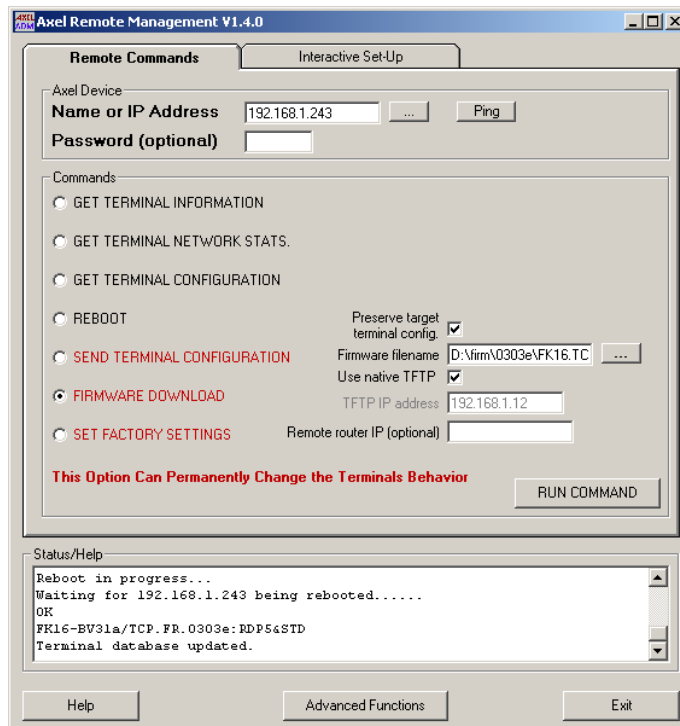 AXEL ADM Axel Remote Management V1.4.0
Remote Commands Interactive Set-Up
Axel Device
Name or IP Address 192.168.1.243 ... Ping
Password (optional)
Commands
GET TERMINAL INFORMATION
GET TERMINAL NETWORK STATS.
GET TERMINAL CONFIGURATION
REBOOT
Preserve target
terminal config.
SEND TERMINAL CONFIGURATION
Firmware filename D:\firm\0303e\FK16.TC ...
Use native TFTP
FIRMWARE DOWNLOAD
TFTP IP address 192.168.1.12
SET FACTORY SETTINGS
Remote router IP (optional)
This Option Can Permanently Change the Terminals Behavior
RUN COMMAND
Status/Help
Reboot in progress...
Waiting for 192.168.1.243 being rebooted......
OK
FK16-BV31a/TCP.FR.0303e:RDP5&STD
Terminal database updated.
Help Advanced Functions Exit